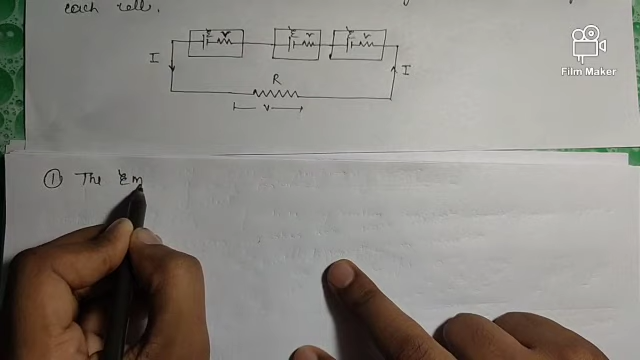 each cell.
E r E r E r
I I
R
V
① The Em
Film Maker